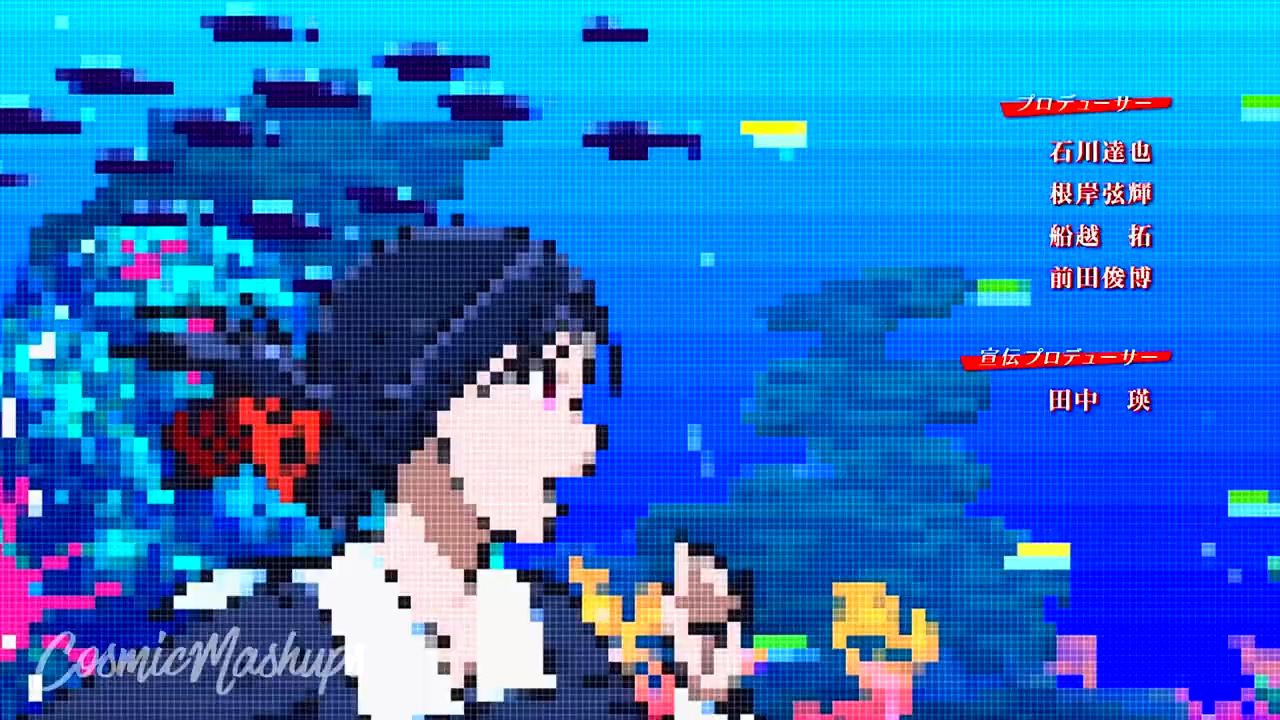 プロデューサー
石川達也
根岸弦輝
船越 拓
前田俊博
宣伝プロデューサー
田中 瑛
CosmicMashup